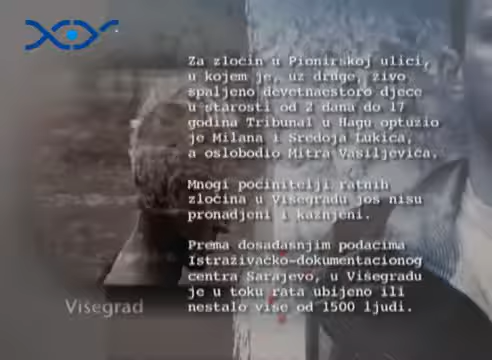 Za zločin u Pionirskoj ulici,
u kojem je, uz druge, živo
spaljeno devetnaestoro djece
u starosti od 2 dana do 17
godina Tribunal u Hagu optužio
je Milana i Sredoja Lukića,
a oslobodio Mitra Vasiljevića.
Mnogi počinitelji ratnih
zločina u Višegradu još nisu
pronadjeni i kažnjeni.
Prema dosadašnjim podacima
Istraživačko-dokumentacionog
centra Sarajevo, u Višegradu
je u toku rata ubijeno ili
nestalo više od 1500 ljudi.
Višegrad